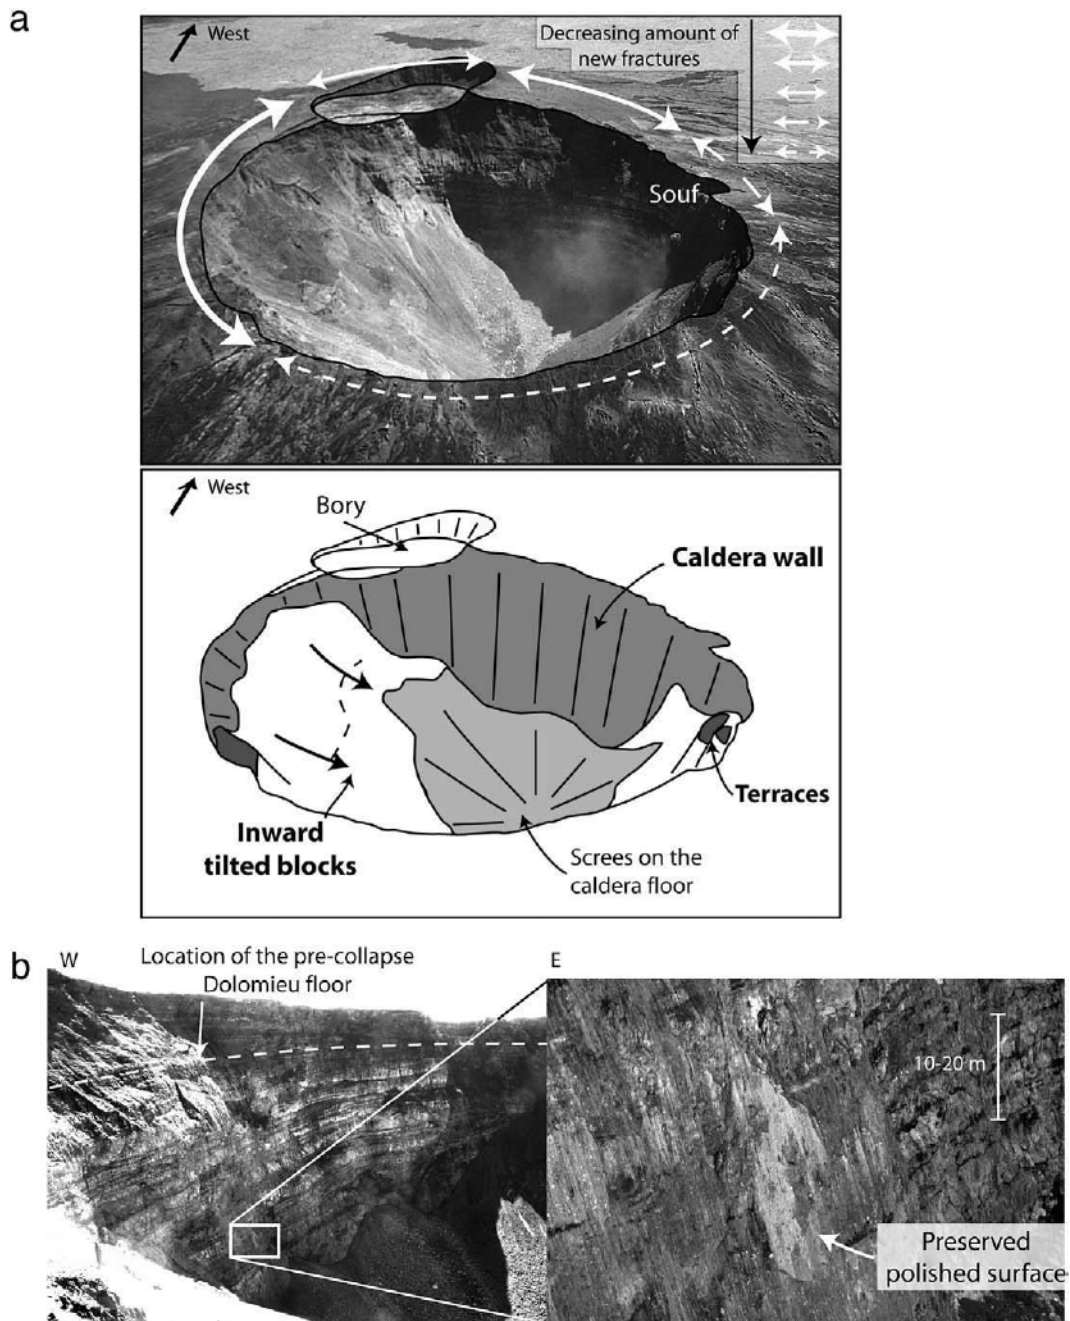 a
West
Decreasing amount of
new fractures
Souf
West
Bory
Caldera wall
Terraces
Inward
tilted blocks
Screes on the
caldera floor
b
W
Location of the pre-collapse
Dolomieu floor
E
10-20 m
Preserved
polished surface